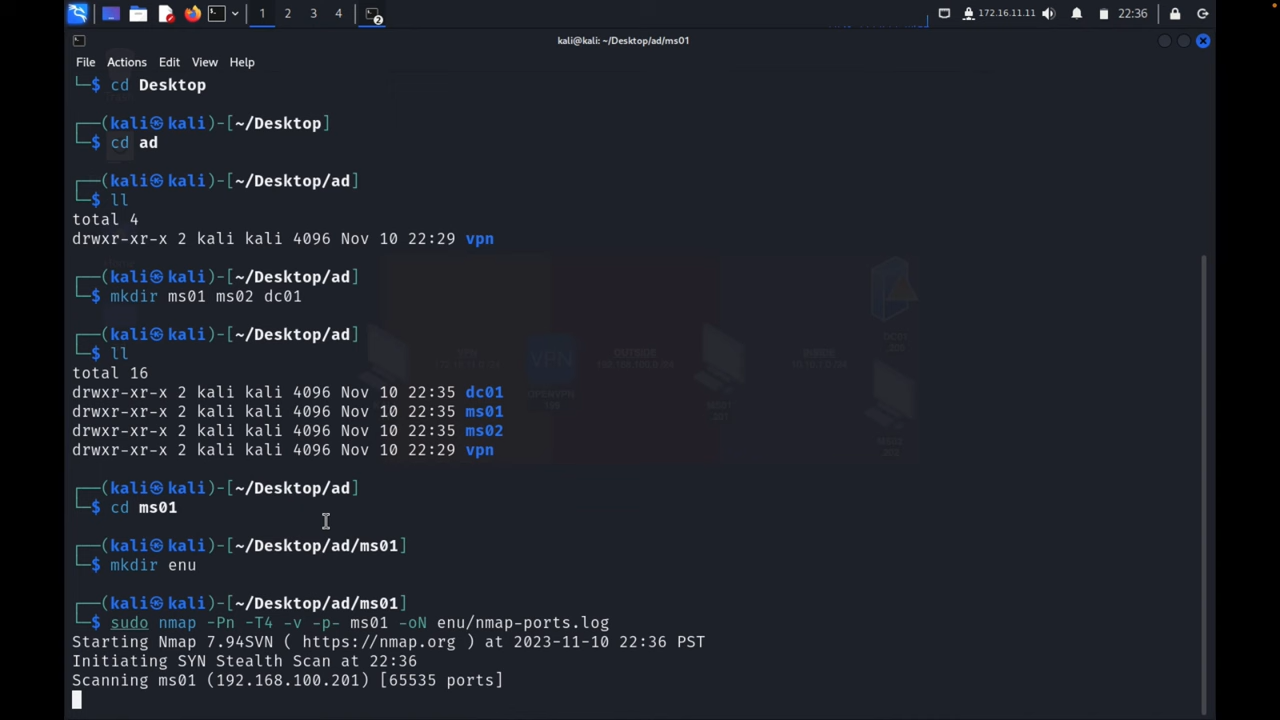 1 2 3 4 2 172.16.11.11 22:36
kali@kali: ~/Desktop/ad/ms01
File Actions Edit View Help
└─$ cd Desktop
┌──(kali㉿kali)-[~/Desktop]
└─$ cd ad
┌──(kali㉿kali)-[~/Desktop/ad]
└─$ ll
total 4
drwxr-xr-x 2 kali kali 4096 Nov 10 22:29 vpn
┌──(kali㉿kali)-[~/Desktop/ad]
└─$ mkdir ms01 ms02 dc01
┌──(kali㉿kali)-[~/Desktop/ad]
└─$ ll
total 16
drwxr-xr-x 2 kali kali 4096 Nov 10 22:35 dc01
drwxr-xr-x 2 kali kali 4096 Nov 10 22:35 ms01
drwxr-xr-x 2 kali kali 4096 Nov 10 22:35 ms02
drwxr-xr-x 2 kali kali 4096 Nov 10 22:29 vpn
┌──(kali㉿kali)-[~/Desktop/ad]
└─$ cd ms01
┌──(kali㉿kali)-[~/Desktop/ad/ms01]
└─$ mkdir enu
┌──(kali㉿kali)-[~/Desktop/ad/ms01]
└─$ sudo nmap -Pn -T4 -v -p- ms01 -oN enu/nmap-ports.log
Starting Nmap 7.94SVN ( https://nmap.org ) at 2023-11-10 22:36 PST
Initiating SYN Stealth Scan at 22:36
Scanning ms01 (192.168.100.201) [65535 ports]
VPN
OUTSIDE